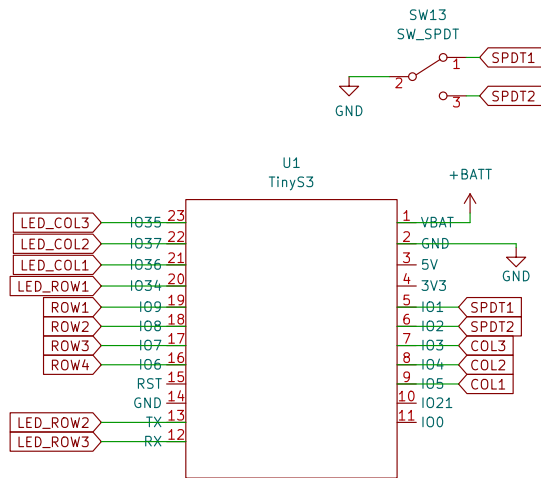 SW13
SW_SPDT
1 SPDT1
2
GND
3 SPDT2
U1
TinyS3
+BATT
LED_COL3 IO35 23
1 VBAT
LED_COL2 IO37 22
2 GND
LED_COL1 IO36 21
3 5V
GND
LED_ROW1 IO34 20
4 3V3
ROW1 IO9 19
5 IO1 SPDT1
ROW2 IO8 18
6 IO2 SPDT2
ROW3 IO7 17
7 IO3 COL3
ROW4 IO6 16
8 IO4 COL2
RST 15
9 IO5 COL1
GND 14
10 IO21
LED_ROW2 TX 13
11 IO0
LED_ROW3 RX 12